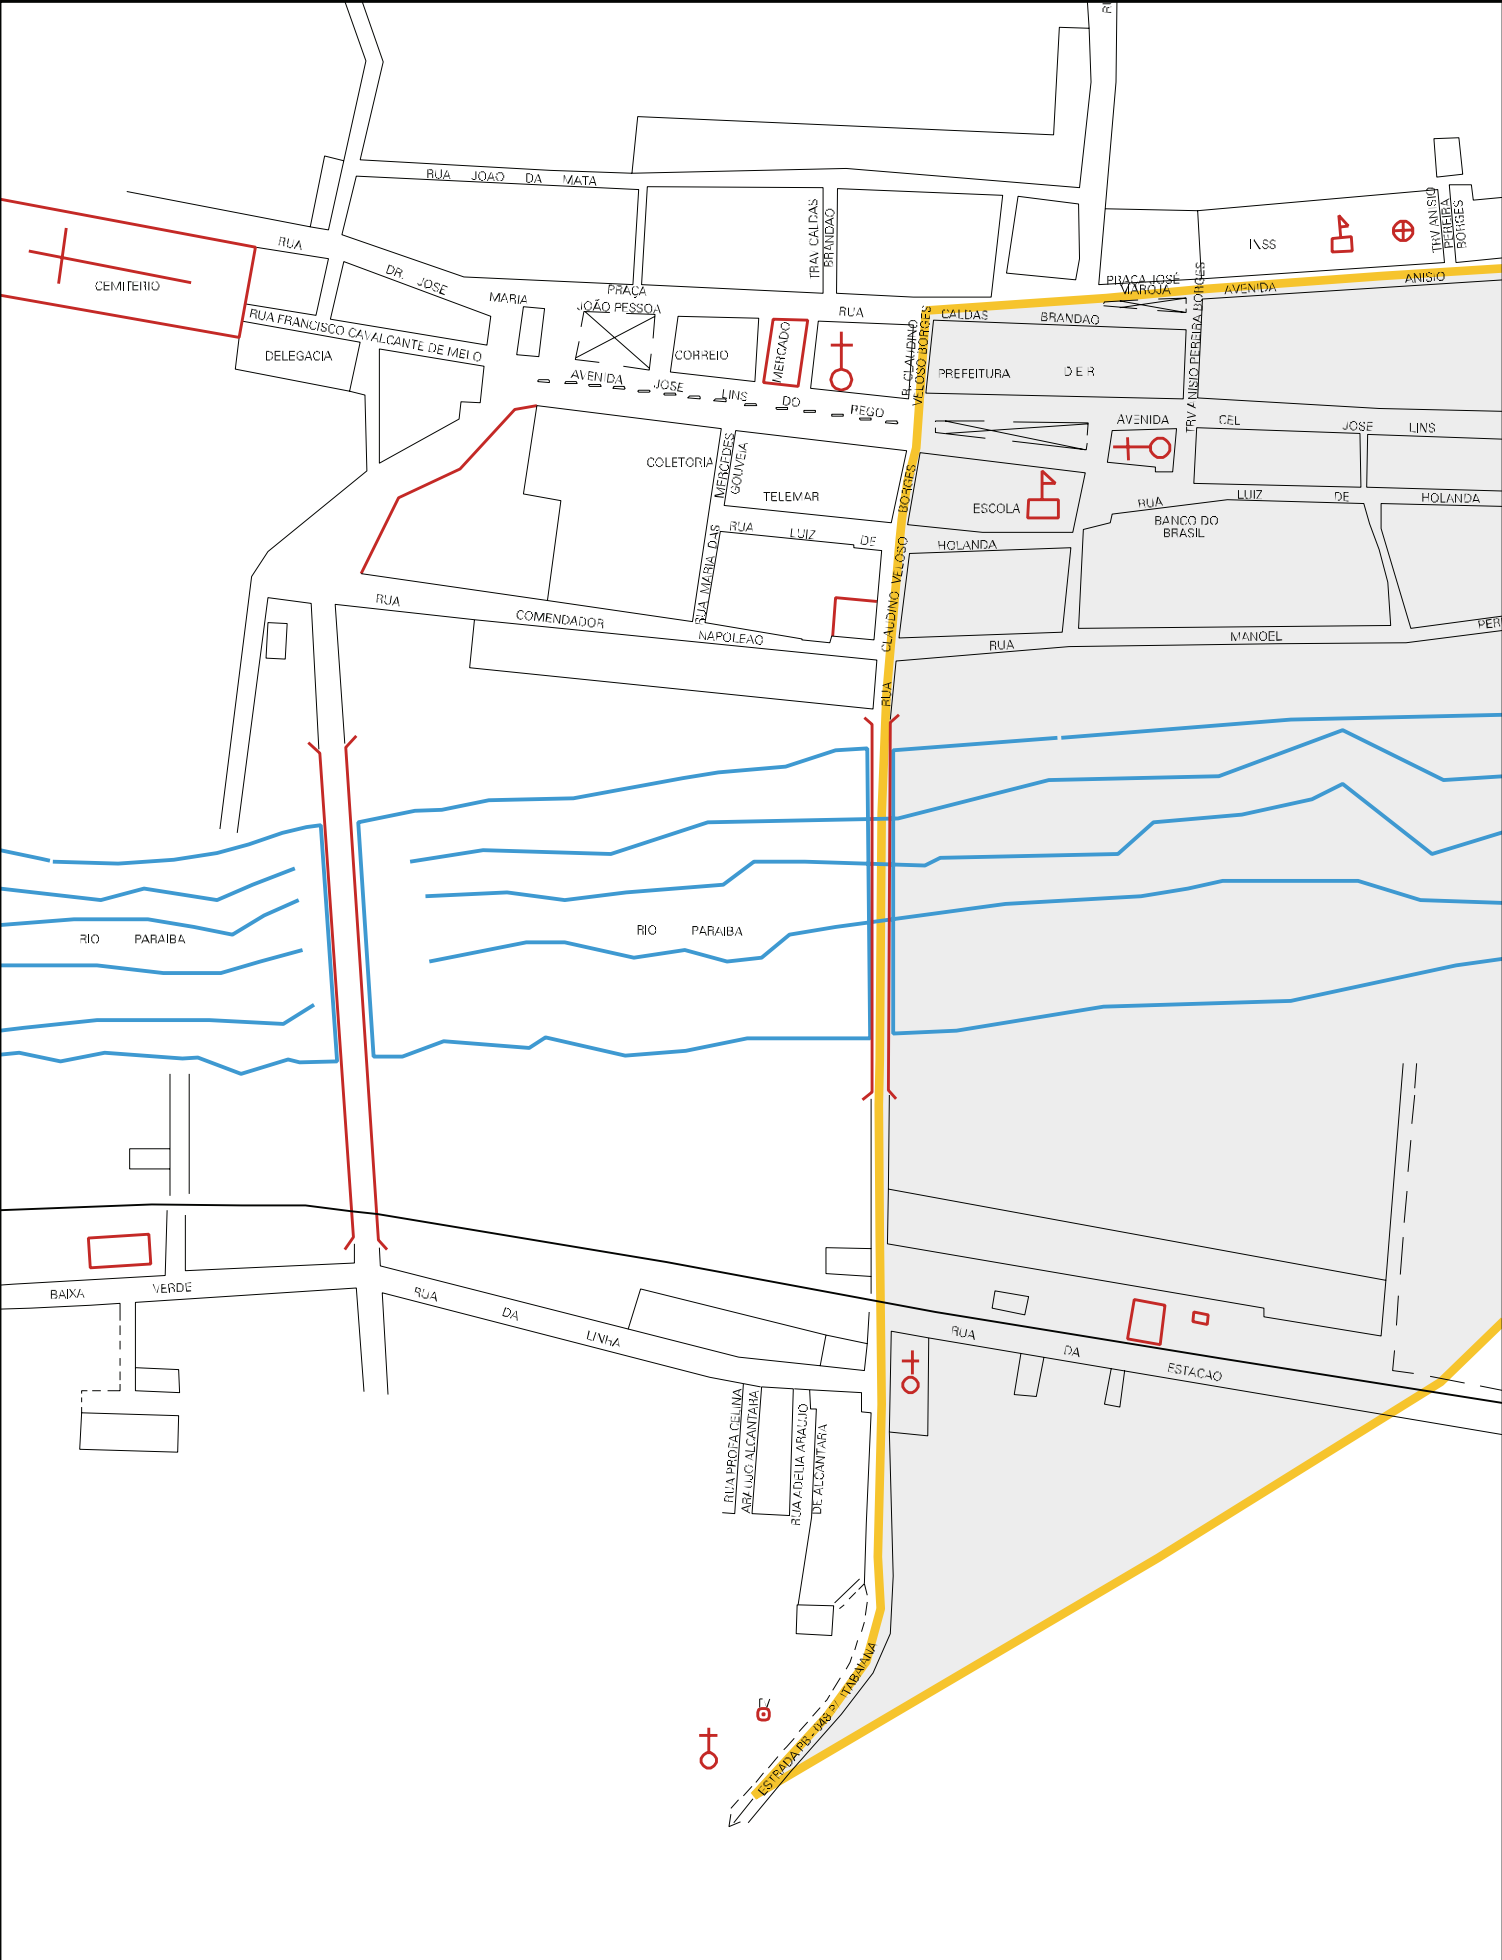 RUA JOAO DA MATA
TRAV CALDAS
BRANDAO
TRV ANISIO
PEREIRA
BORGES
INSS
RUA
DR. JOSE
MARIA
CEMITERIO
PRAÇA
JOÃO PESSOA
PRAÇA JOSÉ
MAROJA
AVENIDA
ANISIO
RUA
CALDAS
BRANDAO
RUA FRANCISCO CAVALCANTE DE MELO
DELEGACIA
CORREIO
MERCADO
R. CLAUDINO
VELOSO BORGES
PREFEITURA
DER
TRV ANISIO PEREIRA BORGES
AVENIDA JOSE LINS DO REGO
AVENIDA CEL JOSE LINS
COLETORIA
RUA MARIA DAS MERCEDES
GOUVEIA
TELEMAR
ESCOLA
RUA LUIZ DE HOLANDA
BANCO DO
BRASIL
RUA LUIZ DE
HOLANDA
RUA COMENDADOR NAPOLEAO
RUA CLAUDINO VELOSO BORGES
RUA MANOEL
RIO PARAIBA
RIO PARAIBA
BAIXA VERDE
RUA DA LINHA
RUA DA ESTACAO
RUA PROFA CELINA
ARAUJO ALCANTARA
RUA ADELIA ARAUJO
DE ALCANTARA
ESTRADA PB - 048 P/ ITABAIANA